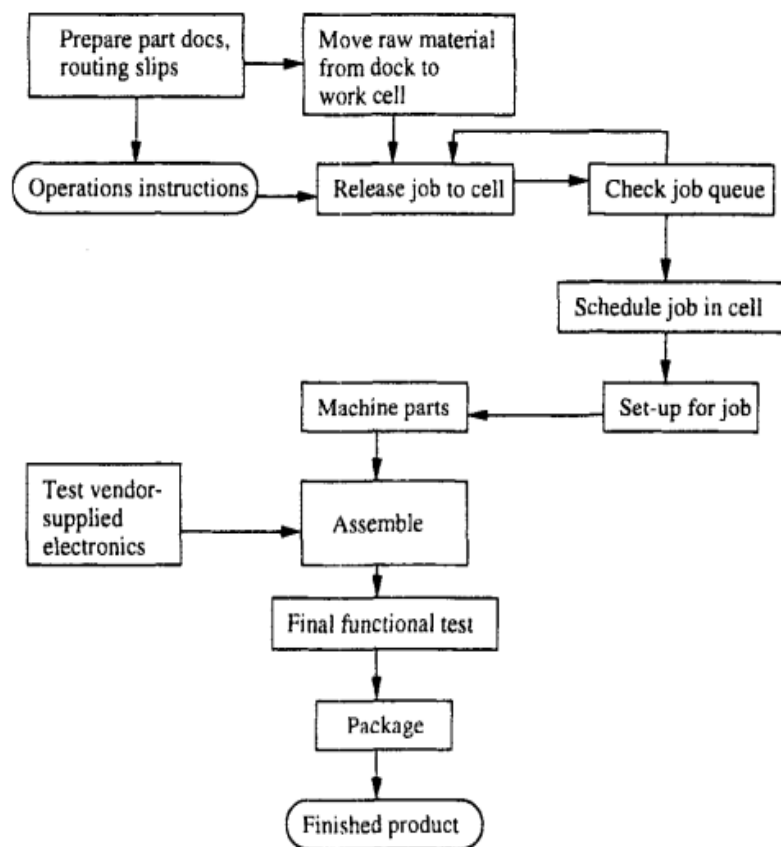 Prepare part docs,
routing slips
Move raw material
from dock to
work cell
Operations instructions
Release job to cell
Check job queue
Schedule job in cell
Machine parts
Set-up for job
Test vendor-
supplied
electronics
Assemble
Final functional test
Package
Finished product